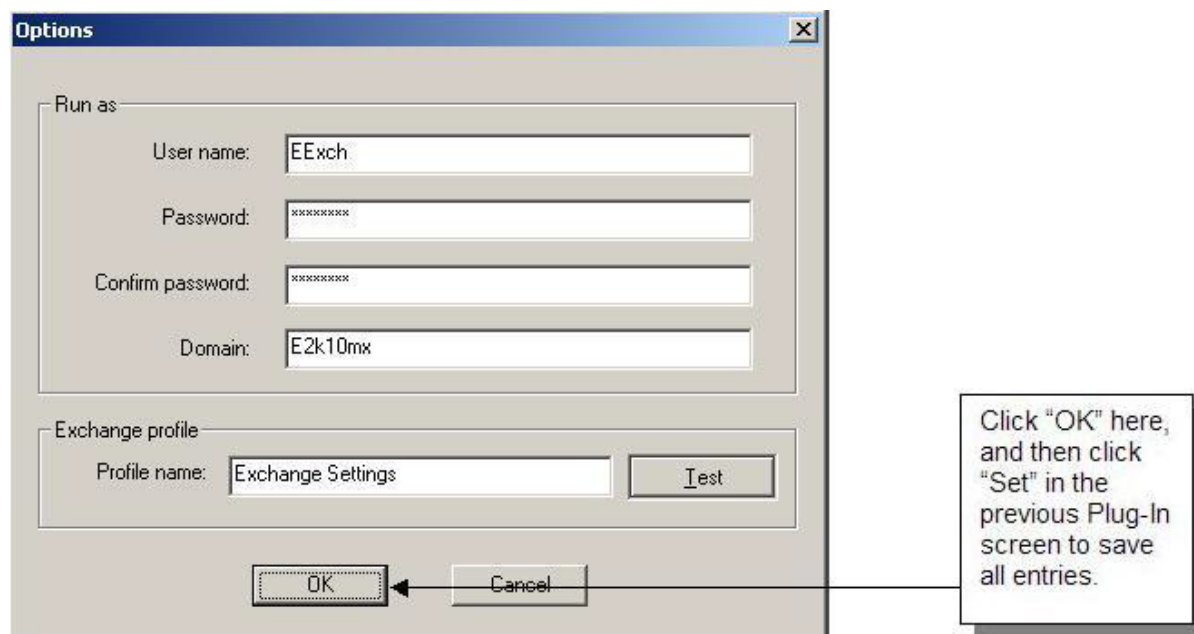 Options
Run as
User name: EExch
Password: ********
Confirm password: ********
Domain: E2k10mx
Exchange profile
Profile name: Exchange Settings Test
OK Cancel
Click “OK” here,
and then click
“Set” in the
previous Plug-In
screen to save
all entries.